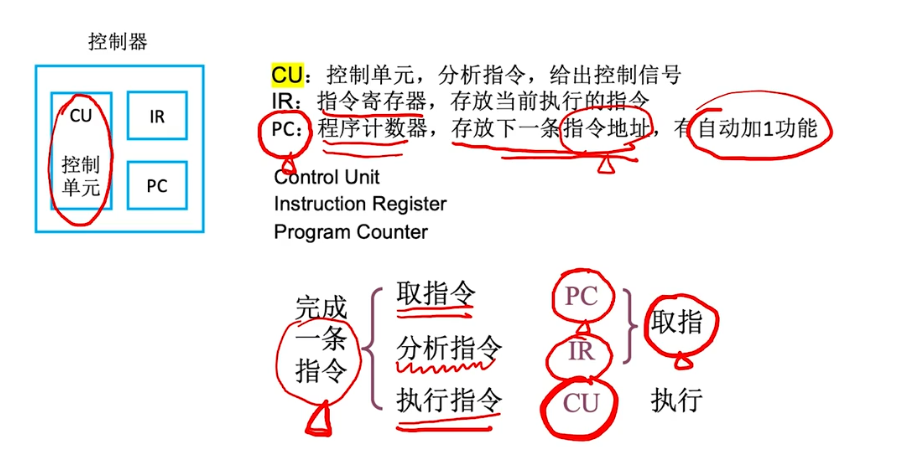 控制器
CU
控制
单元
IR
PC
CU：控制单元，分析指令，给出控制信号
IR：指令寄存器，存放当前执行的指令
PC：程序计数器，存放下一条指令地址，有自动加1功能
Control Unit
Instruction Register
Program Counter
完成
一条
指令
取指令
分析指令
执行指令
PC
IR
CU
取指
执行